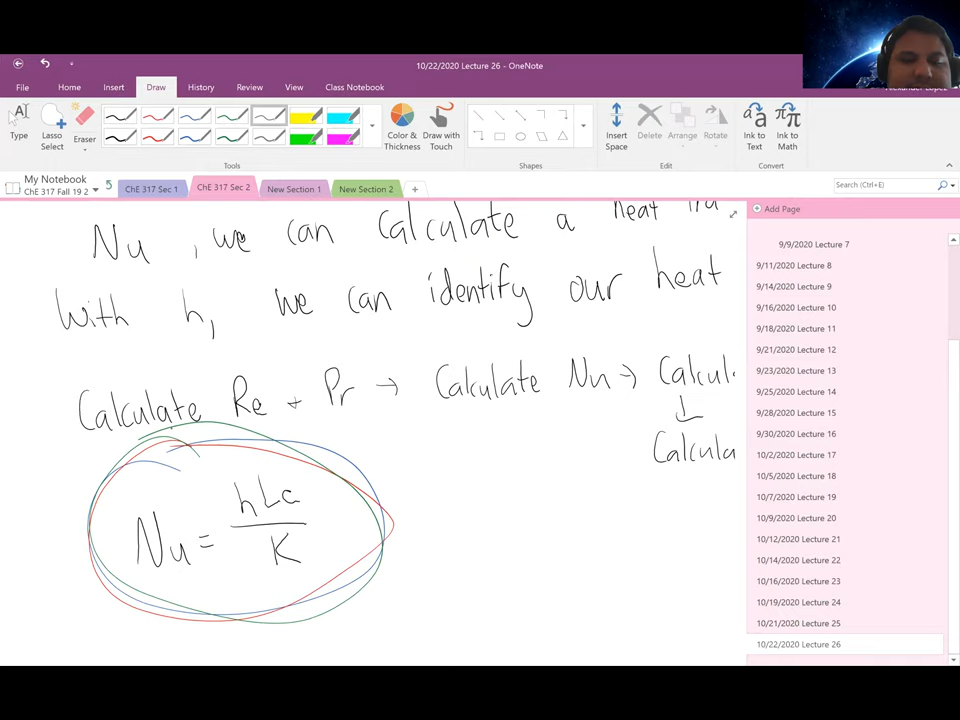 10/22/2020 Lecture 26 - OneNote
File Home Insert Draw History Review View Class Notebook
Type
Lasso Select
Eraser
Color & Thickness
Draw with Touch
Insert Space
Delete
Arrange
Rotate
Ink to Text
Ink to Math
Tools
Shapes
Edit
Convert
My Notebook
ChE 317 Fall 19 2
ChE 317 Sec 1
ChE 317 Sec 2
New Section 1
New Section 2
+
Search (Ctrl+E)
Nu, we can calculate a heat
With h, we can identify our heat
Calculate Re + Pr → Calculate Nu → Calcul
Calcula
Nu = hLc
K
Add Page
9/9/2020 Lecture 7
9/11/2020 Lecture 8
9/14/2020 Lecture 9
9/16/2020 Lecture 10
9/18/2020 Lecture 11
9/21/2020 Lecture 12
9/23/2020 Lecture 13
9/25/2020 Lecture 14
9/28/2020 Lecture 15
9/30/2020 Lecture 16
10/2/2020 Lecture 17
10/5/2020 Lecture 18
10/7/2020 Lecture 19
10/9/2020 Lecture 20
10/12/2020 Lecture 21
10/14/2020 Lecture 22
10/16/2020 Lecture 23
10/19/2020 Lecture 24
10/21/2020 Lecture 25
10/22/2020 Lecture 26